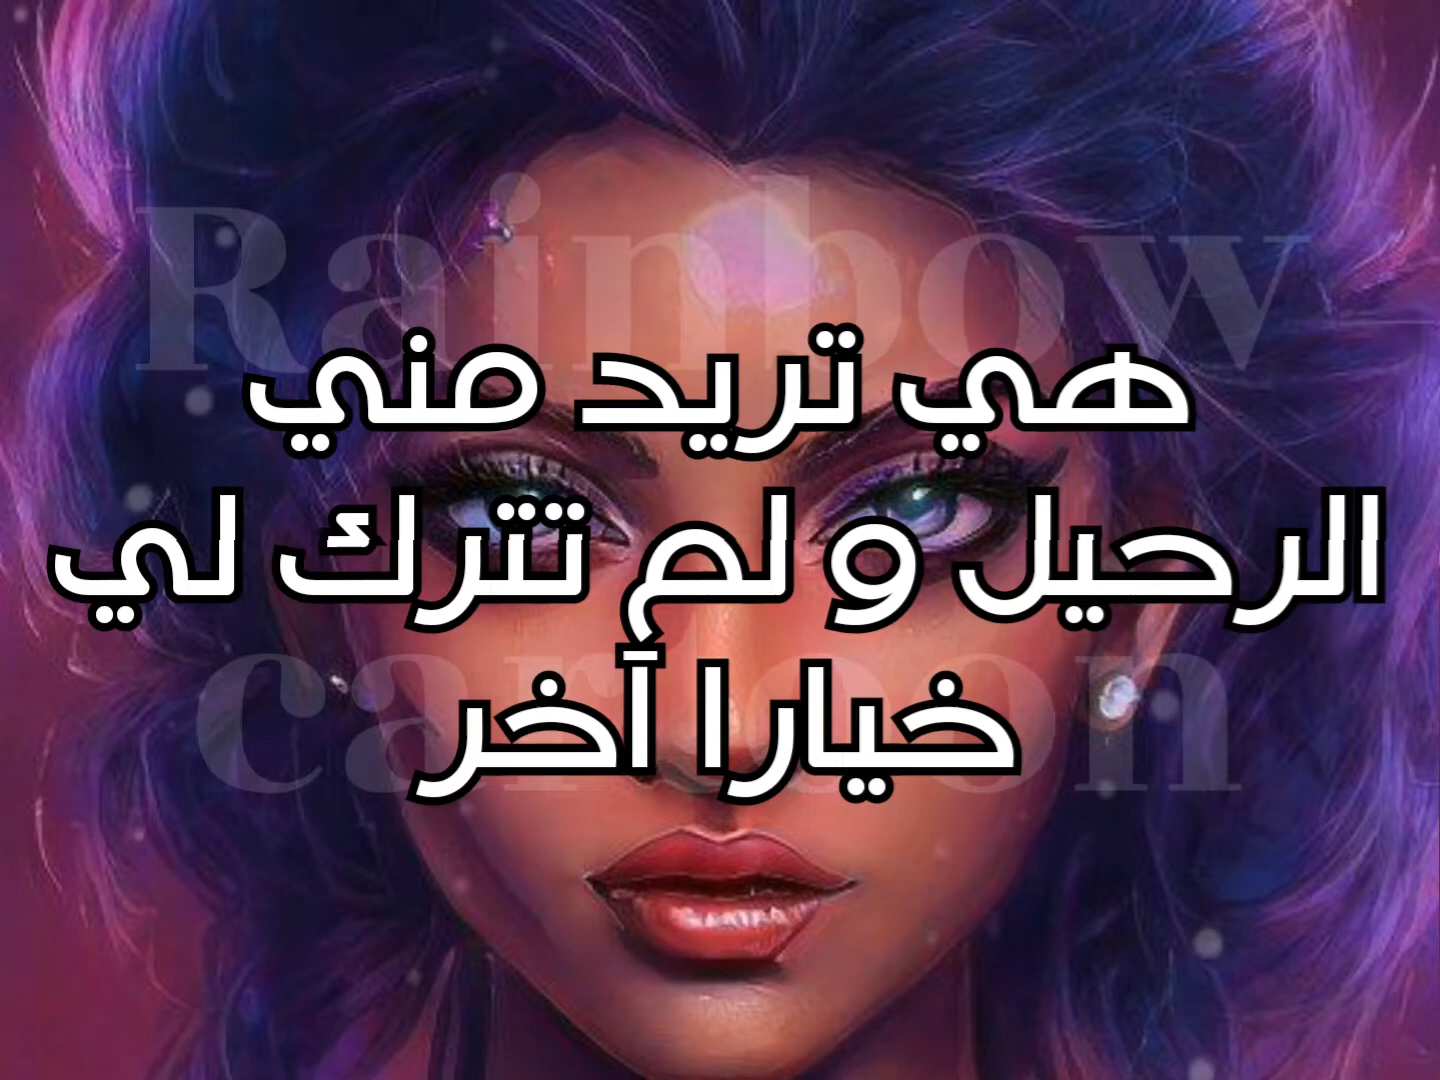 Rainbow
هي تريد مني
الرحيل و لم تترك لي
خيارا آخر
cartoon